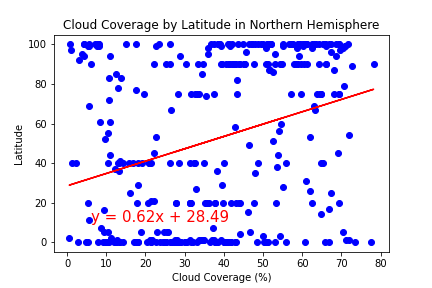 Cloud Coverage by Latitude in Northern Hemisphere
100
80
60
40
20
0
Latitude
y = 0.62x + 28.49
0 10 20 30 40 50 60 70 80
Cloud Coverage (%)